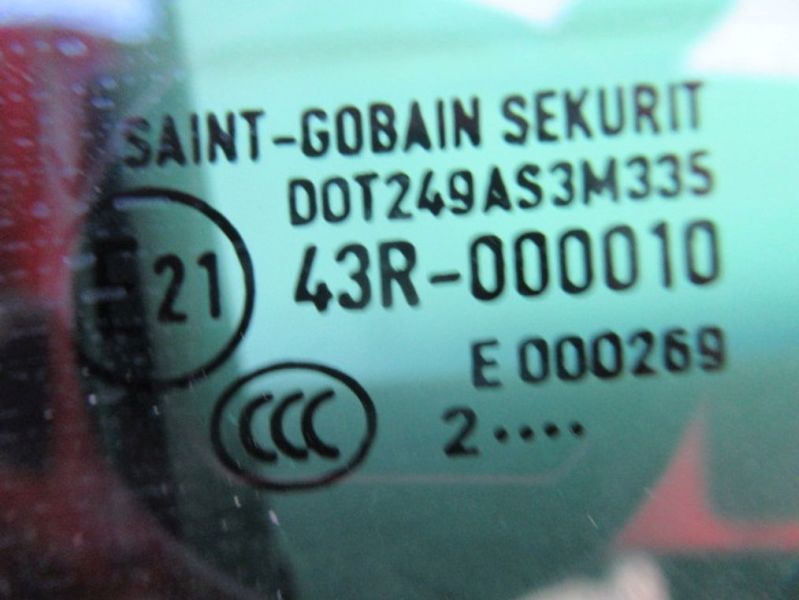 SAINT-GOBAIN SEKURIT
DOT249AS3M335
E21 43R-000010
E 000269
CCC 2····